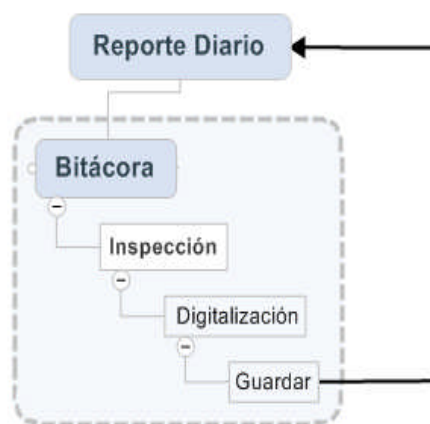 Reporte Diario
Bitácora
Inspección
Digitalización
Guardar